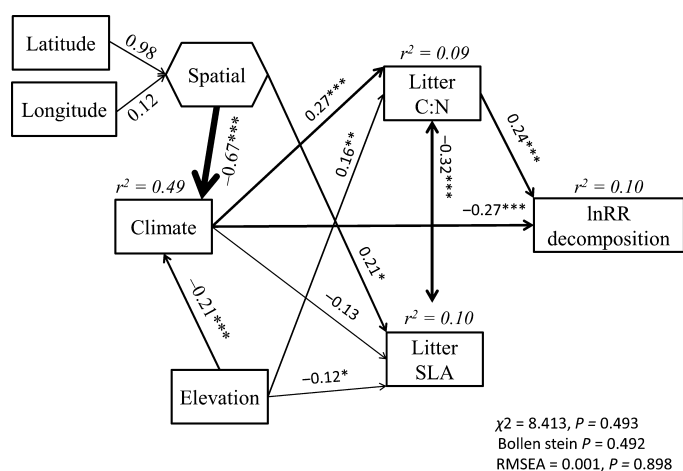 Latitude
0.98
Spatial
Longitude
0.12
r² = 0.09
Litter
C:N
0.27***
0.16**
−0.67***
−0.32***
0.24***
r² = 0.49
Climate
−0.27***
r² = 0.10
lnRR
decomposition
0.21*
−0.13
−0.21***
r² = 0.10
Litter
SLA
Elevation
−0.12*
χ2 = 8.413, P = 0.493
Bollen stein P = 0.492
RMSEA = 0.001, P = 0.898